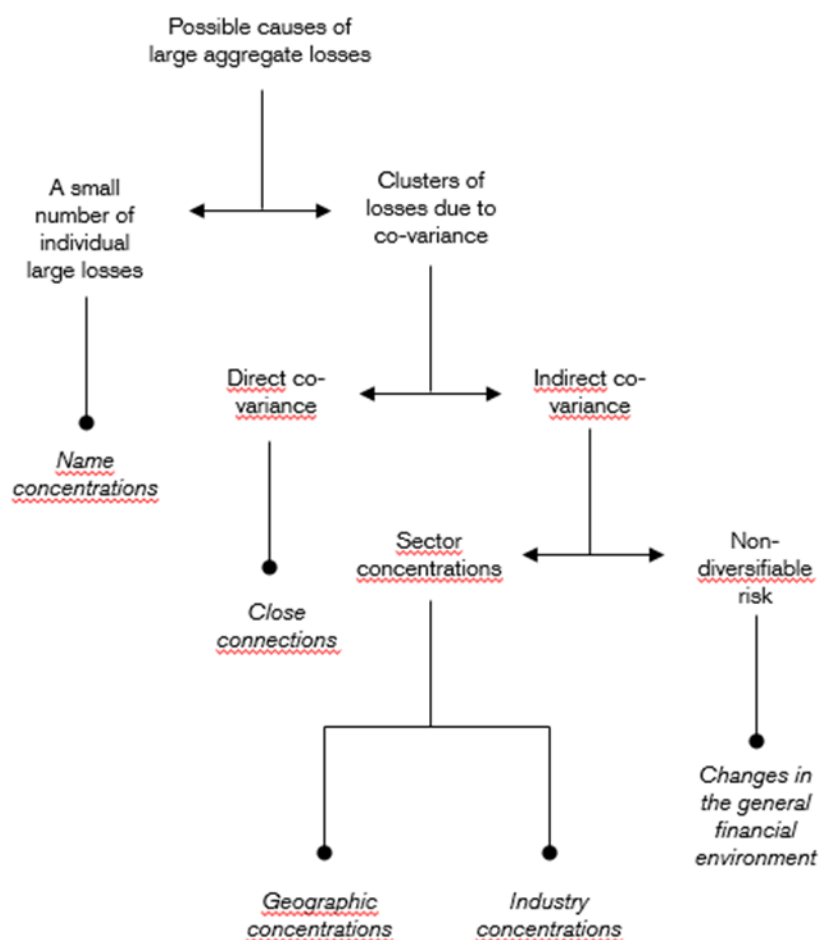 Possible causes of
large aggregate losses
A small
number of
individual
large losses
Clusters of
losses due to
co-variance
Direct co-
variance
Indirect co-
variance
Name
concentrations
Sector
concentrations
Non-
diversifiable
risk
Close
connections
Changes in
the general
financial
environment
Geographic
concentrations
Industry
concentrations